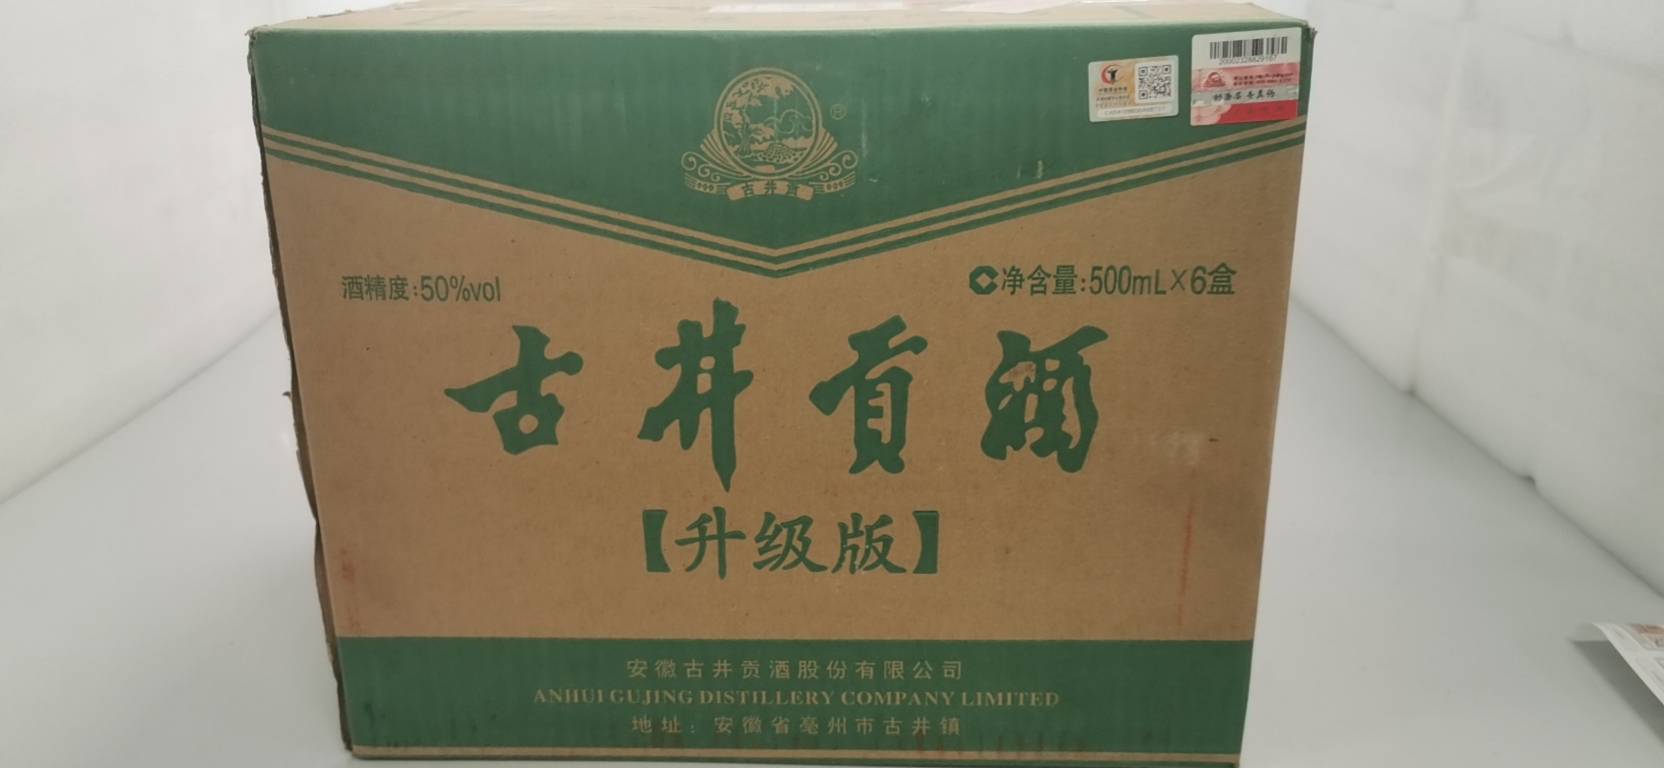 古井贡
®
20002328829167
酒精度:50%vol
净含量:500mL×6盒
古井贡酒
【升级版】
安徽古井贡酒股份有限公司
ANHUI GUJING DISTILLERY COMPANY LIMITED
地址：安徽省亳州市古井镇